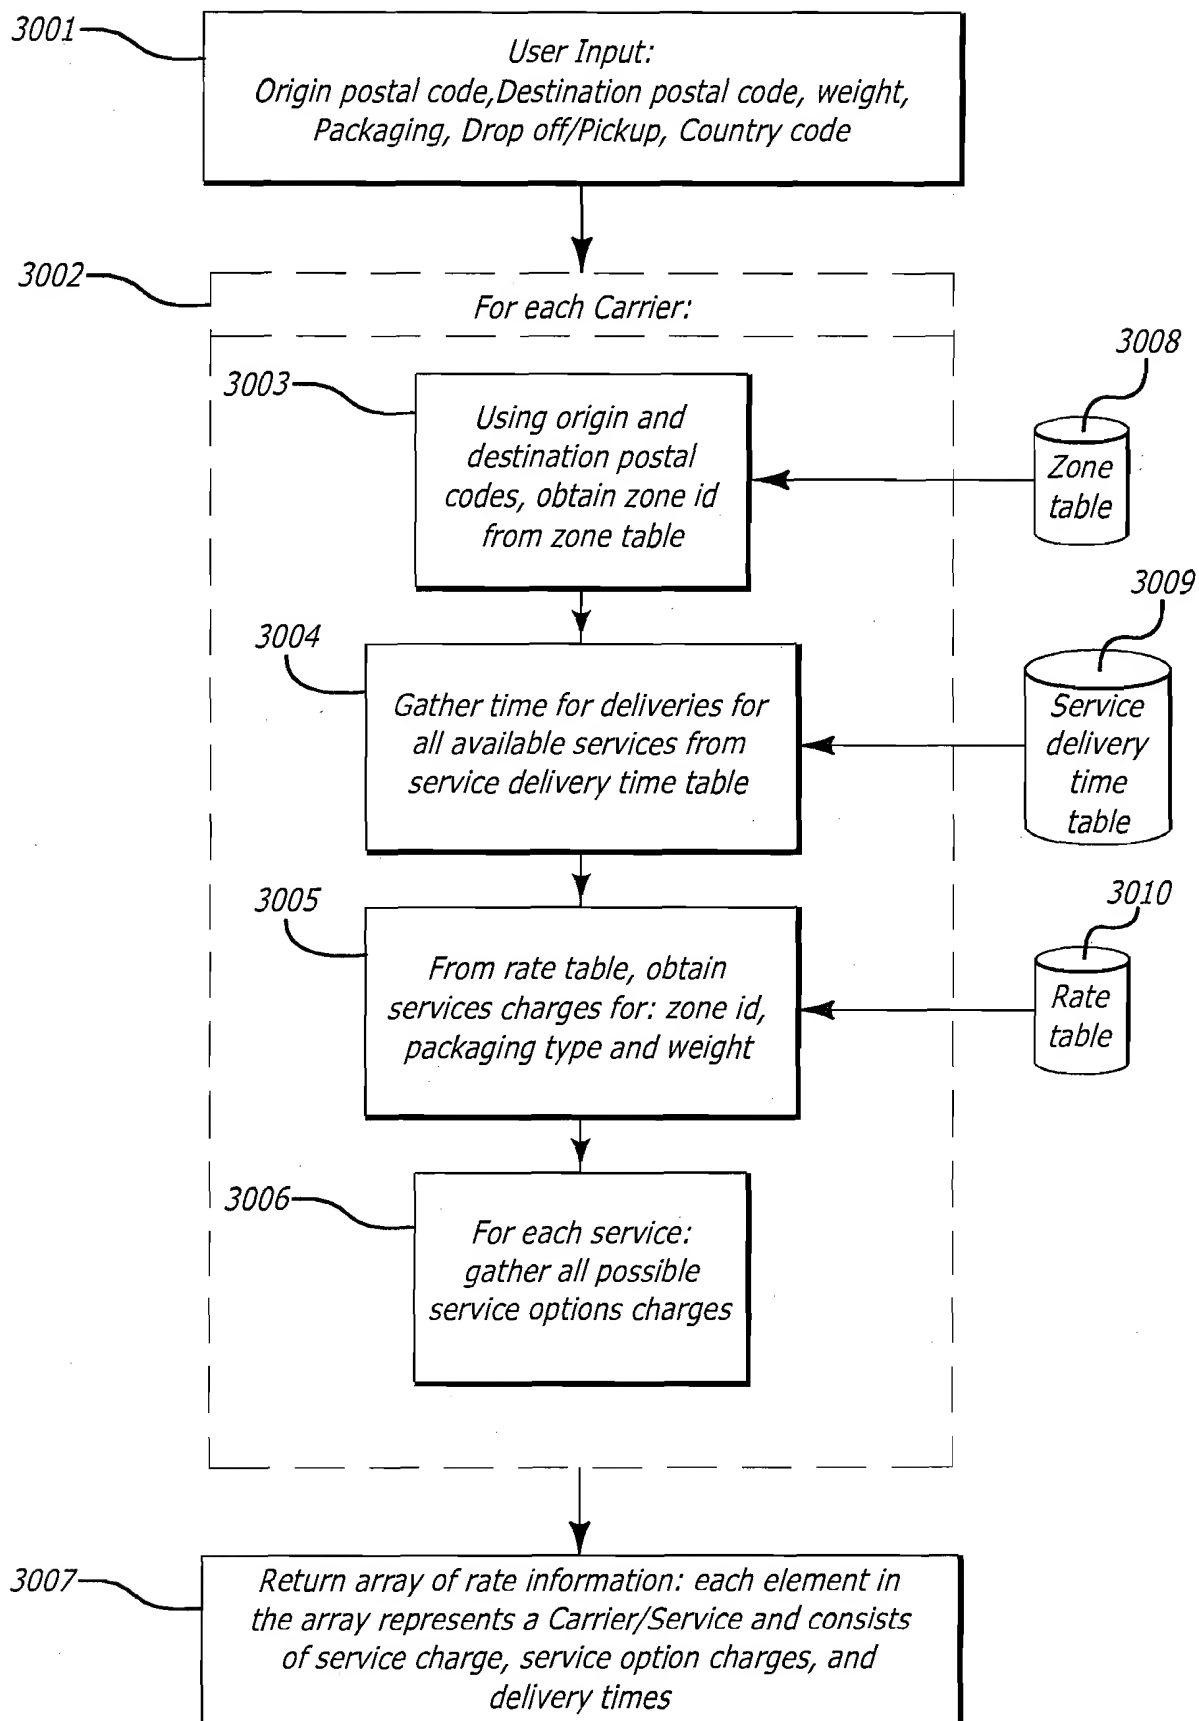 3001
User Input:
Origin postal code,Destination postal code, weight,
Packaging, Drop off/Pickup, Country code
3002
For each Carrier:
3003
Using origin and
destination postal
codes, obtain zone id
from zone table
3008
Zone
table
3004
Gather time for deliveries for
all available services from
service delivery time table
3009
Service
delivery
time
table
3005
From rate table, obtain
services charges for: zone id,
packaging type and weight
3010
Rate
table
3006
For each service:
gather all possible
service options charges
3007
Return array of rate information: each element in
the array represents a Carrier/Service and consists
of service charge, service option charges, and
delivery times